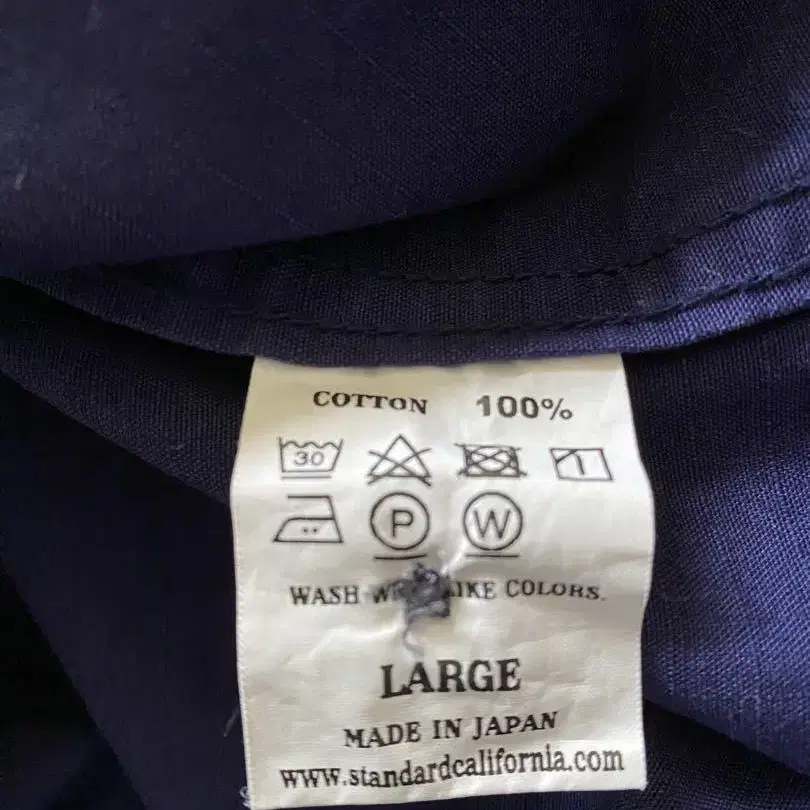 COTTON 100%
30
P W
WASH LIKE COLORS.
LARGE
MADE IN JAPAN
www.standardcalifornia.com